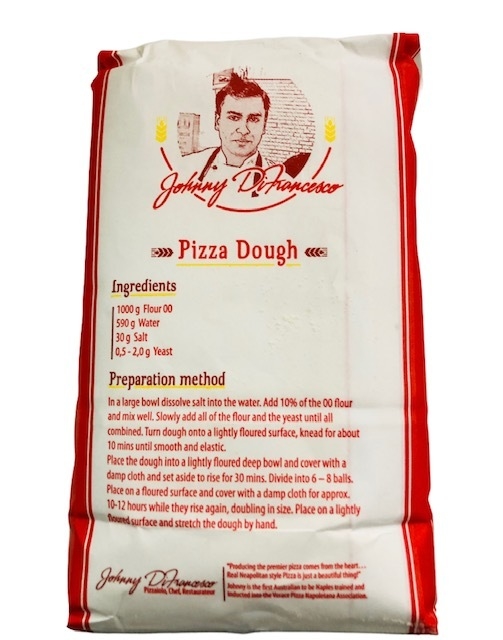 Johnny DiFrancesco
Pizza Dough
Ingredients
1000 g Flour 00
590 g Water
30 g Salt
0,5 - 2,0 g Yeast
Preparation method
In a large bowl dissolve salt into the water. Add 10% of the 00 flour
and mix well. Slowly add all of the flour and the yeast until all
combined. Turn dough onto a lightly floured surface, knead for about
10 mins until smooth and elastic.
Place the dough into a lightly floured deep bowl and cover with a
damp cloth and set aside to rise for 30 mins. Divide into 6 – 8 balls.
Place on a floured surface and cover with a damp cloth for approx.
10-12 hours while they rise again, doubling in size. Place on a lightly
floured surface and stretch the dough by hand.
Johnny DiFrancesco
Pizzaiolo, Chef, Restaurateur
"Producing the premier pizza comes from the heart...
Real Neapolitan style Pizza is just a beautiful thing!"
Johnny is the first Australian to be Naples trained and
inducted into the Verace Pizza Napoletana Association.